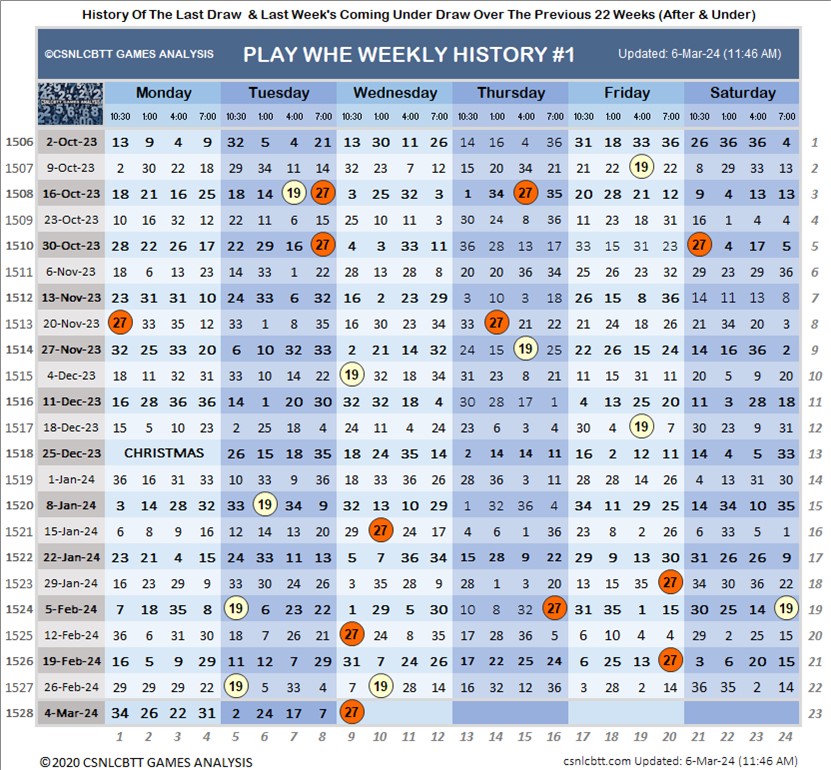 History Of The Last Draw & Last Week's Coming Under Draw Over The Previous 22 Weeks (After & Under)
©CSNLCBTT GAMES ANALYSIS PLAY WHE WEEKLY HISTORY #1 Updated: 6-Mar-24 (11:46 AM)
CSNLCBTT GAMES ANALYSIS Monday Tuesday Wednesday Thursday Friday Saturday
10:30 1:00 4:00 7:00 10:30 1:00 4:00 7:00 10:30 1:00 4:00 7:00 10:30 1:00 4:00 7:00 10:30 1:00 4:00 7:00 10:30 1:00 4:00 7:00
1506 2-Oct-23 13 9 4 9 32 5 4 21 13 30 11 26 14 16 4 36 31 18 33 36 26 36 36 4 1
1507 9-Oct-23 2 30 22 18 29 34 11 14 32 23 7 12 15 20 34 21 21 22 19 22 8 29 33 13 2
1508 16-Oct-23 18 21 16 25 18 14 19 27 3 25 32 3 1 34 27 35 20 28 21 12 9 4 13 13 3
1509 23-Oct-23 10 16 32 12 22 11 6 15 25 10 11 3 30 24 8 36 11 23 18 31 16 1 4 4 4
1510 30-Oct-23 28 22 26 17 22 29 16 27 4 3 33 11 36 28 13 17 33 15 31 23 27 4 17 5 5
1511 6-Nov-23 18 6 13 23 14 33 1 22 28 13 28 8 20 20 36 34 25 26 23 32 29 23 29 36 6
1512 13-Nov-23 23 31 31 10 24 33 6 32 16 2 23 29 3 10 3 18 26 15 8 36 14 11 13 8 7
1513 20-Nov-23 27 33 35 12 33 1 8 35 16 30 23 34 33 27 21 22 21 24 18 26 21 34 20 3 8
1514 27-Nov-23 32 25 33 20 6 10 32 33 2 21 14 32 24 15 19 25 22 26 15 24 14 16 36 2 9
1515 4-Dec-23 18 11 32 31 33 10 14 22 19 32 18 34 31 23 8 21 11 15 31 11 20 5 9 20 10
1516 11-Dec-23 16 28 36 36 14 1 20 30 32 32 18 4 30 28 17 1 4 13 25 20 11 3 28 18 11
1517 18-Dec-23 15 5 10 23 2 25 18 4 24 11 4 24 23 6 3 4 30 4 19 7 30 23 9 31 12
1518 25-Dec-23 CHRISTMAS 26 15 18 35 18 24 35 14 2 14 14 11 16 2 12 11 14 4 5 33 13
1519 1-Jan-24 36 16 31 33 10 33 9 36 18 33 36 26 28 36 3 11 28 28 14 26 4 13 31 30 14
1520 8-Jan-24 3 14 28 32 33 19 34 9 32 13 10 29 1 32 36 4 34 11 29 25 14 34 10 35 15
1521 15-Jan-24 6 8 9 16 12 14 13 20 29 27 24 17 4 6 1 36 23 8 2 26 6 33 5 1 16
1522 22-Jan-24 23 21 4 15 24 33 11 13 5 7 36 34 15 28 9 22 29 9 13 30 31 26 26 9 17
1523 29-Jan-24 16 23 29 9 33 30 24 26 3 35 28 9 28 1 3 20 13 15 35 27 34 30 36 22 18
1524 5-Feb-24 7 18 35 8 19 6 23 22 1 29 5 30 10 8 32 27 31 35 1 15 30 25 14 19 19
1525 12-Feb-24 36 6 31 30 18 7 26 21 27 24 8 35 17 28 36 5 6 10 4 4 29 2 25 15 20
1526 19-Feb-24 16 5 9 29 11 12 7 29 31 7 24 26 17 22 25 24 6 25 13 27 3 6 20 15 21
1527 26-Feb-24 29 29 29 22 19 5 33 4 7 19 28 14 16 32 12 36 3 28 2 14 36 35 2 14 22
1528 4-Mar-24 34 26 22 31 2 24 17 7 27 23
1 2 3 4 5 6 7 8 9 10 11 12 13 14 15 16 17 18 19 20 21 22 23 24
©2020 CSNLCBTT GAMES ANALYSIS csnlcbtt.com Updated: 6-Mar-24 (11:46 AM)